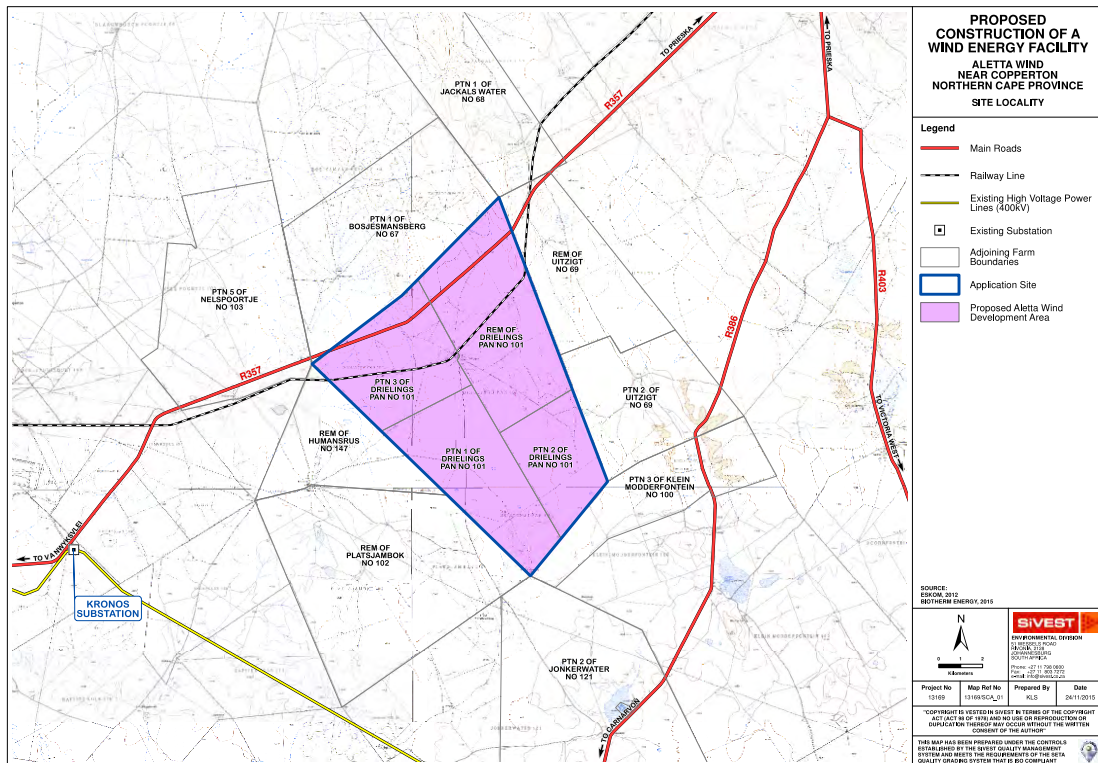 PROPOSED
CONSTRUCTION OF A
WIND ENERGY FACILITY
ALETTA WIND
NEAR COPPERTON
NORTHERN CAPE PROVINCE
SITE LOCALITY
Legend
Main Roads
Railway Line
Existing High Voltage Power
Lines (400kV)
Existing Substation
Adjoining Farm
Boundaries
Application Site
Proposed Aletta Wind
Development Area
TO PRIESKA
TO PRIESKA
R357
PTN 1 OF
JACKALS WATER
NO 68
PTN 1 OF
BOSJESMANSBERG
NO 67
REM OF
UITZIGT
NO 69
PTN 5 OF
NELSPOORTJE
NO 103
R403
R386
REM OF
DRIELINGS
PAN NO 101
R357
PTN 3 OF
DRIELINGS
PAN NO 101
PTN 2 OF
UITZIGT
NO 69
TO VICTORIA WEST
REM OF
HUMANSRUS
NO 147
PTN 1 OF
DRIELINGS
PAN NO 101
PTN 2 OF
DRIELINGS
PAN NO 101
PTN 3 OF KLEIN
MODDERFONTEIN
NO 100
TO VANWYKSVLEI
REM OF
PLATSJAMBOK
NO 102
KRONOS
SUBSTATION
PTN 2 OF
JONKERWATER
NO 121
TO CARNARVON
SOURCE:
ESKOM, 2012
BIOTHERM ENERGY, 2015
N
0 1 2
Kilometers
SiVEST
ENVIRONMENTAL DIVISION
51 WESSELS ROAD
RIVONIA, 2128
JOHANNESBURG
SOUTH AFRICA
Project No
13169
Map Ref No
13169/SCA_01
Prepared By
KLS
Date
24/11/2015
"COPYRIGHT IS VESTED IN SIVEST IN TERMS OF THE COPYRIGHT
ACT (ACT 98 OF 1978) AND NO USE OR REPRODUCTION OR
DUPLICATION THEREOF MAY OCCUR WITHOUT THE WRITTEN
CONSENT OF THE AUTHOR"
THIS MAP HAS BEEN PREPARED UNDER THE CONTROLS
ESTABLISHED BY THE SIVEST QUALITY MANAGEMENT
SYSTEM AND MEETS THE REQUIREMENTS OF THE SETA
QUALITY GRADING SYSTEM THAT IS ISO COMPLIANT